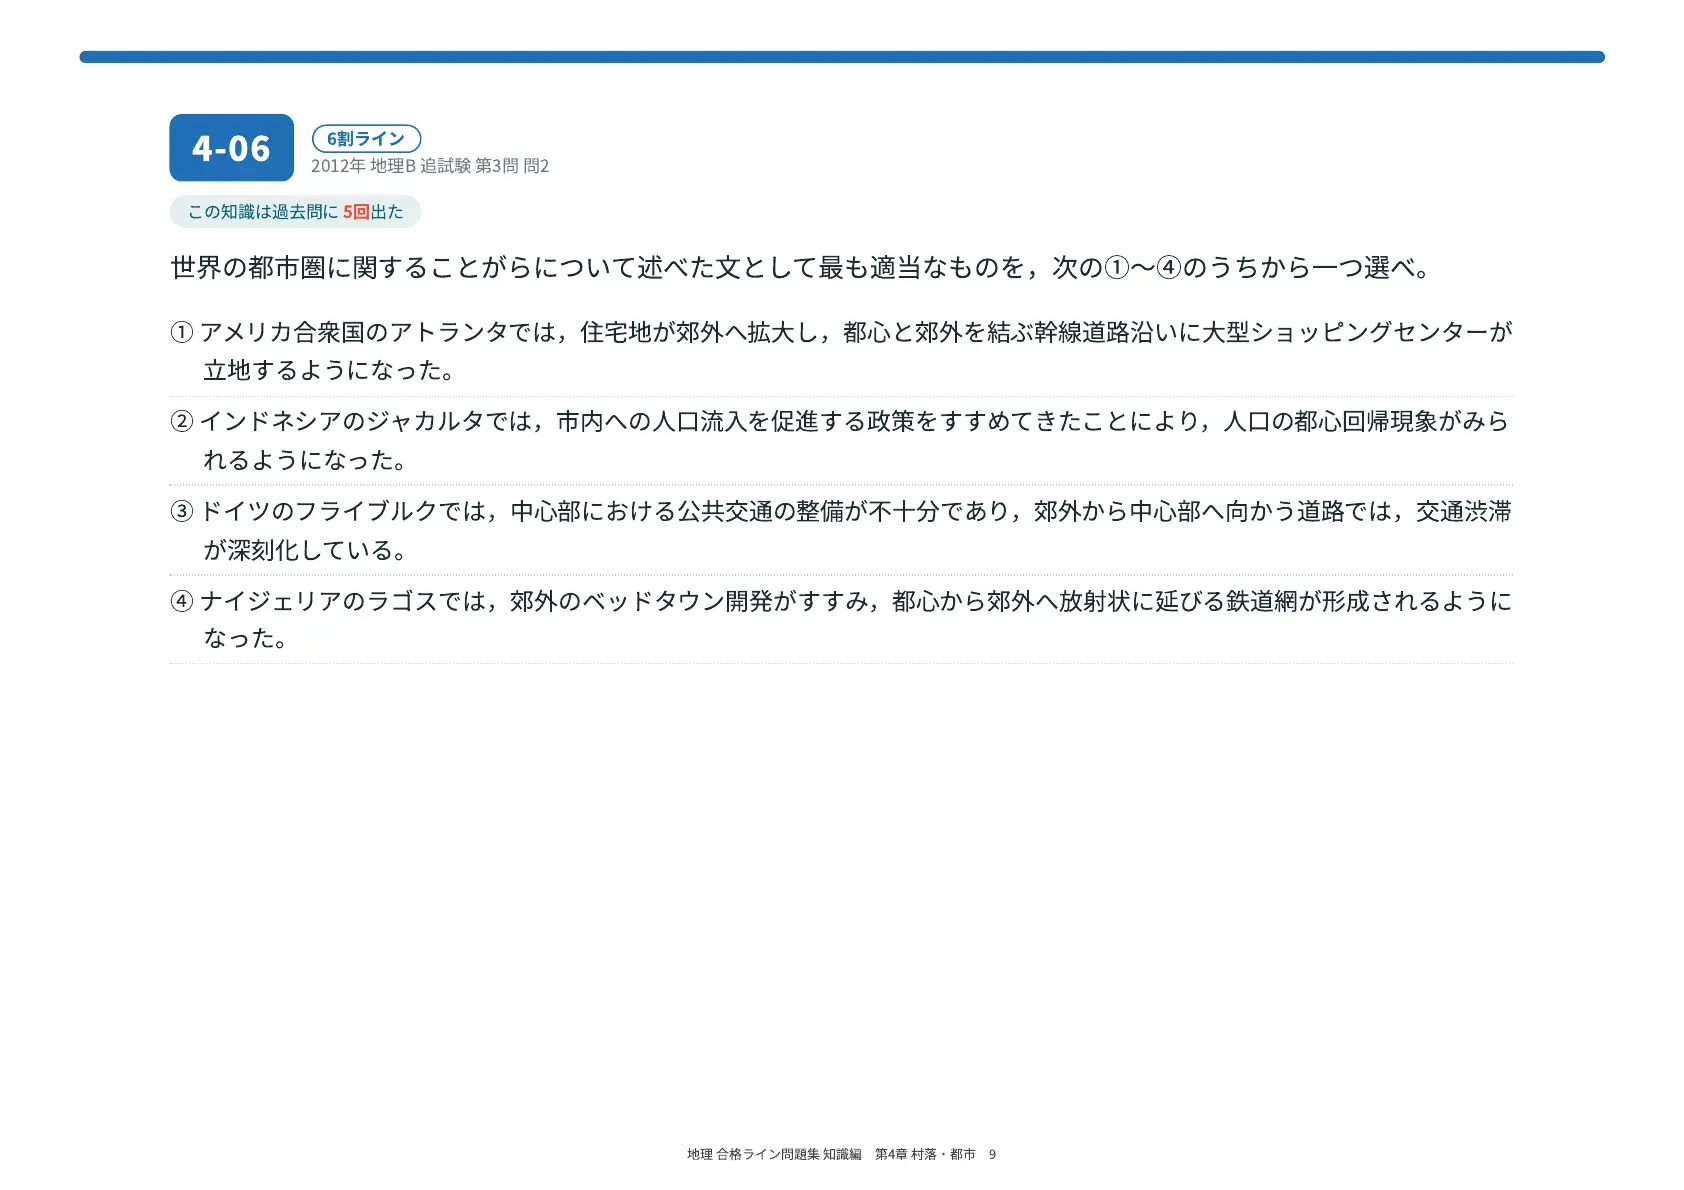 4-06
6割ライン
2012年 地理B 追試験 第3問 問2
この知識は過去問に 5回出た
世界の都市圏に関することがらについて述べた文として最も適当なものを，次の①〜④のうちから一つ選べ。
① アメリカ合衆国のアトランタでは，住宅地が郊外へ拡大し，都心と郊外を結ぶ幹線道路沿いに大型ショッピングセンターが
立地するようになった。
② インドネシアのジャカルタでは，市内への人口流入を促進する政策をすすめてきたことにより，人口の都心回帰現象がみら
れるようになった。
③ ドイツのフライブルクでは，中心部における公共交通の整備が不十分であり，郊外から中心部へ向かう道路では，交通渋滞
が深刻化している。
④ ナイジェリアのラゴスでは，郊外のベッドタウン開発がすすみ，都心から郊外へ放射状に延びる鉄道網が形成されるように
なった。
地理 合格ライン問題集 知識編　第4章 村落・都市　9